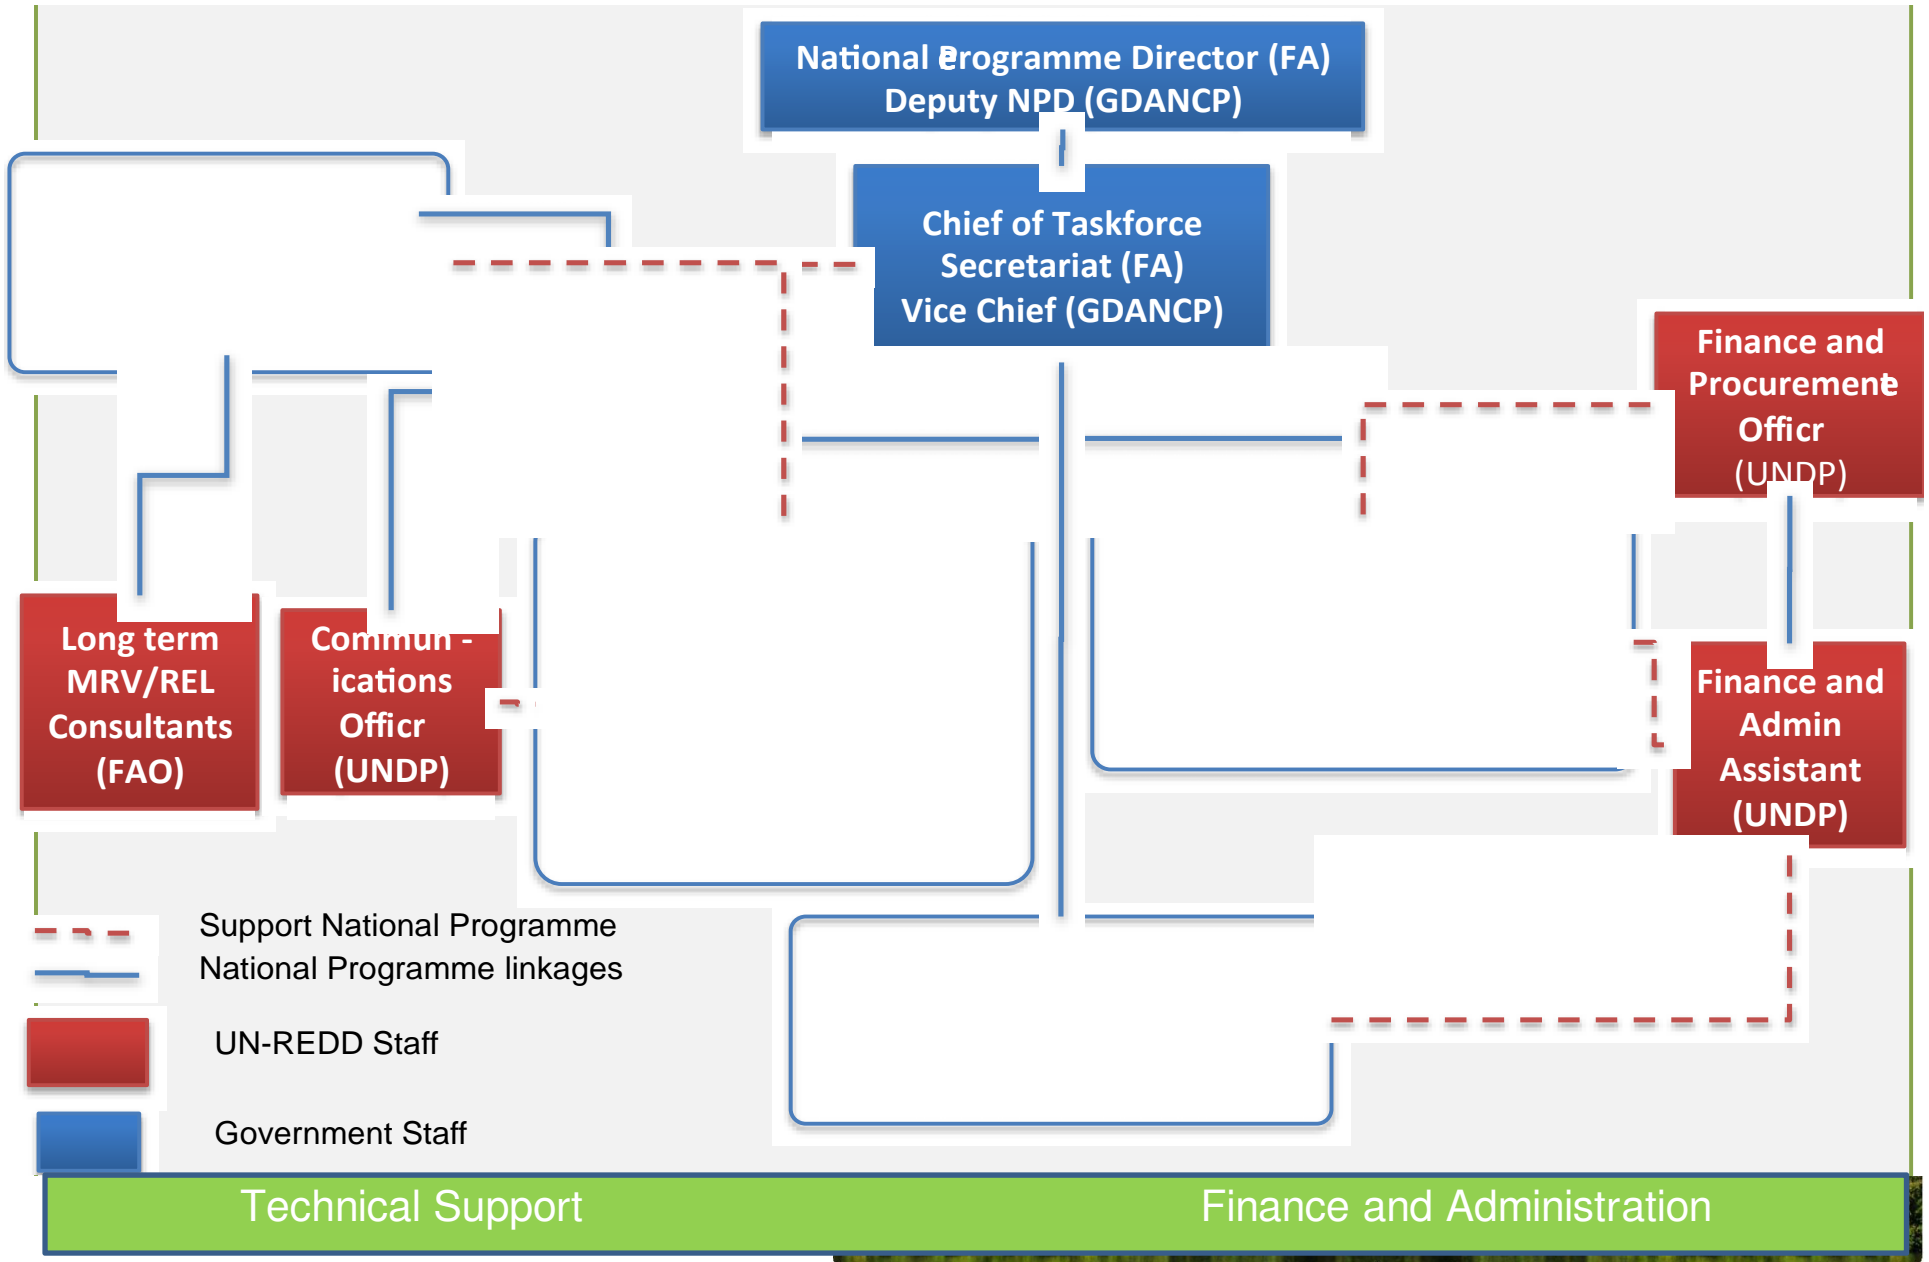 National Programme Director (FA)
Deputy NPD (GDANCP)
Chief of Taskforce
Secretariat (FA)
Vice Chief (GDANCP)
Finance and
Procurement
Officr
(UNDP)
Long term
MRV/REL
Consultants
(FAO)
Commun -
ications
Officr
(UNDP)
Finance and
Admin
Assistant
(UNDP)
Support National Programme
National Programme linkages
UN-REDD Staff
Government Staff
Technical Support
Finance and Administration